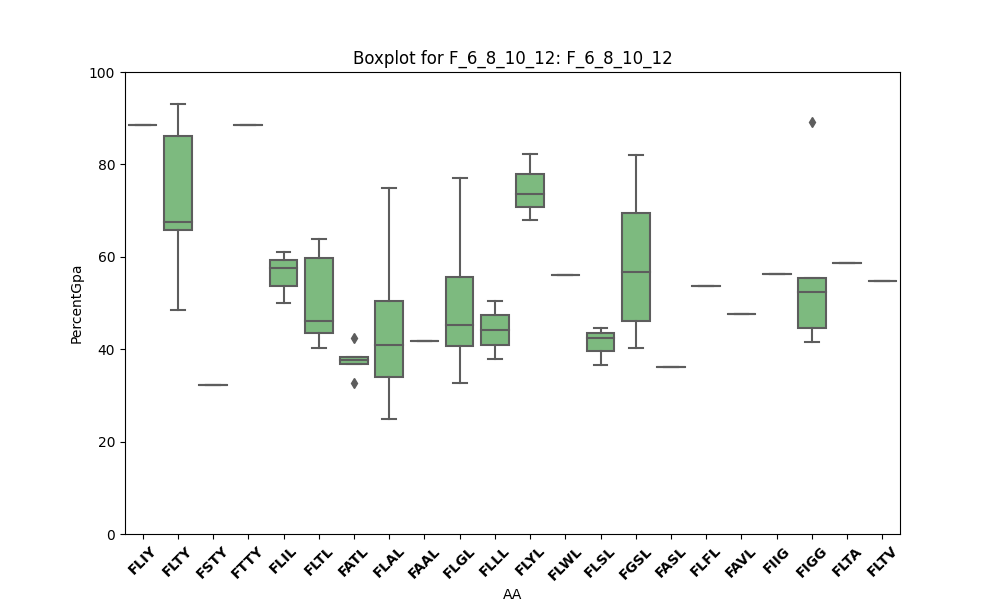 Boxplot for F_6_8_10_12: F_6_8_10_12
100
80
60
40
20
0
PercentGpa
FLIY FLTY FSTY FTTY FLIL FLTL FATL FLAL FAAL FLGL FLLL FLYL FLWL FLSL FGSL FASL FLFL FAVL FIIG FIGG FLTA FLTV
AA